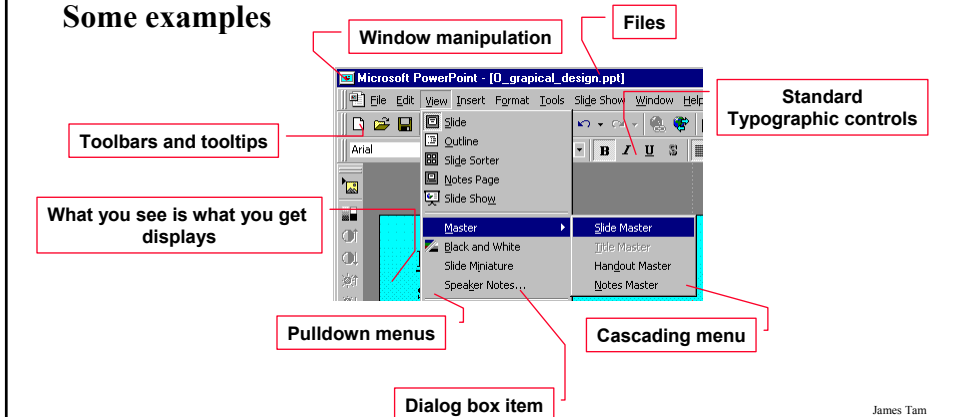 Some examples
Files
Window manipulation
Microsoft PowerPoint - [0_grapical_design.ppt]
File Edit View Insert Format Tools Slide Show Window Help
Standard
Typographic controls
Toolbars and tooltips
Arial
B I U S
Slide
Outline
Slide Sorter
Notes Page
Slide Show
What you see is what you get
displays
Master
Slide Master
Black and White
Title Master
Slide Miniature
Handout Master
Speaker Notes...
Notes Master
Pulldown menus
Cascading menu
Dialog box item
James Tam